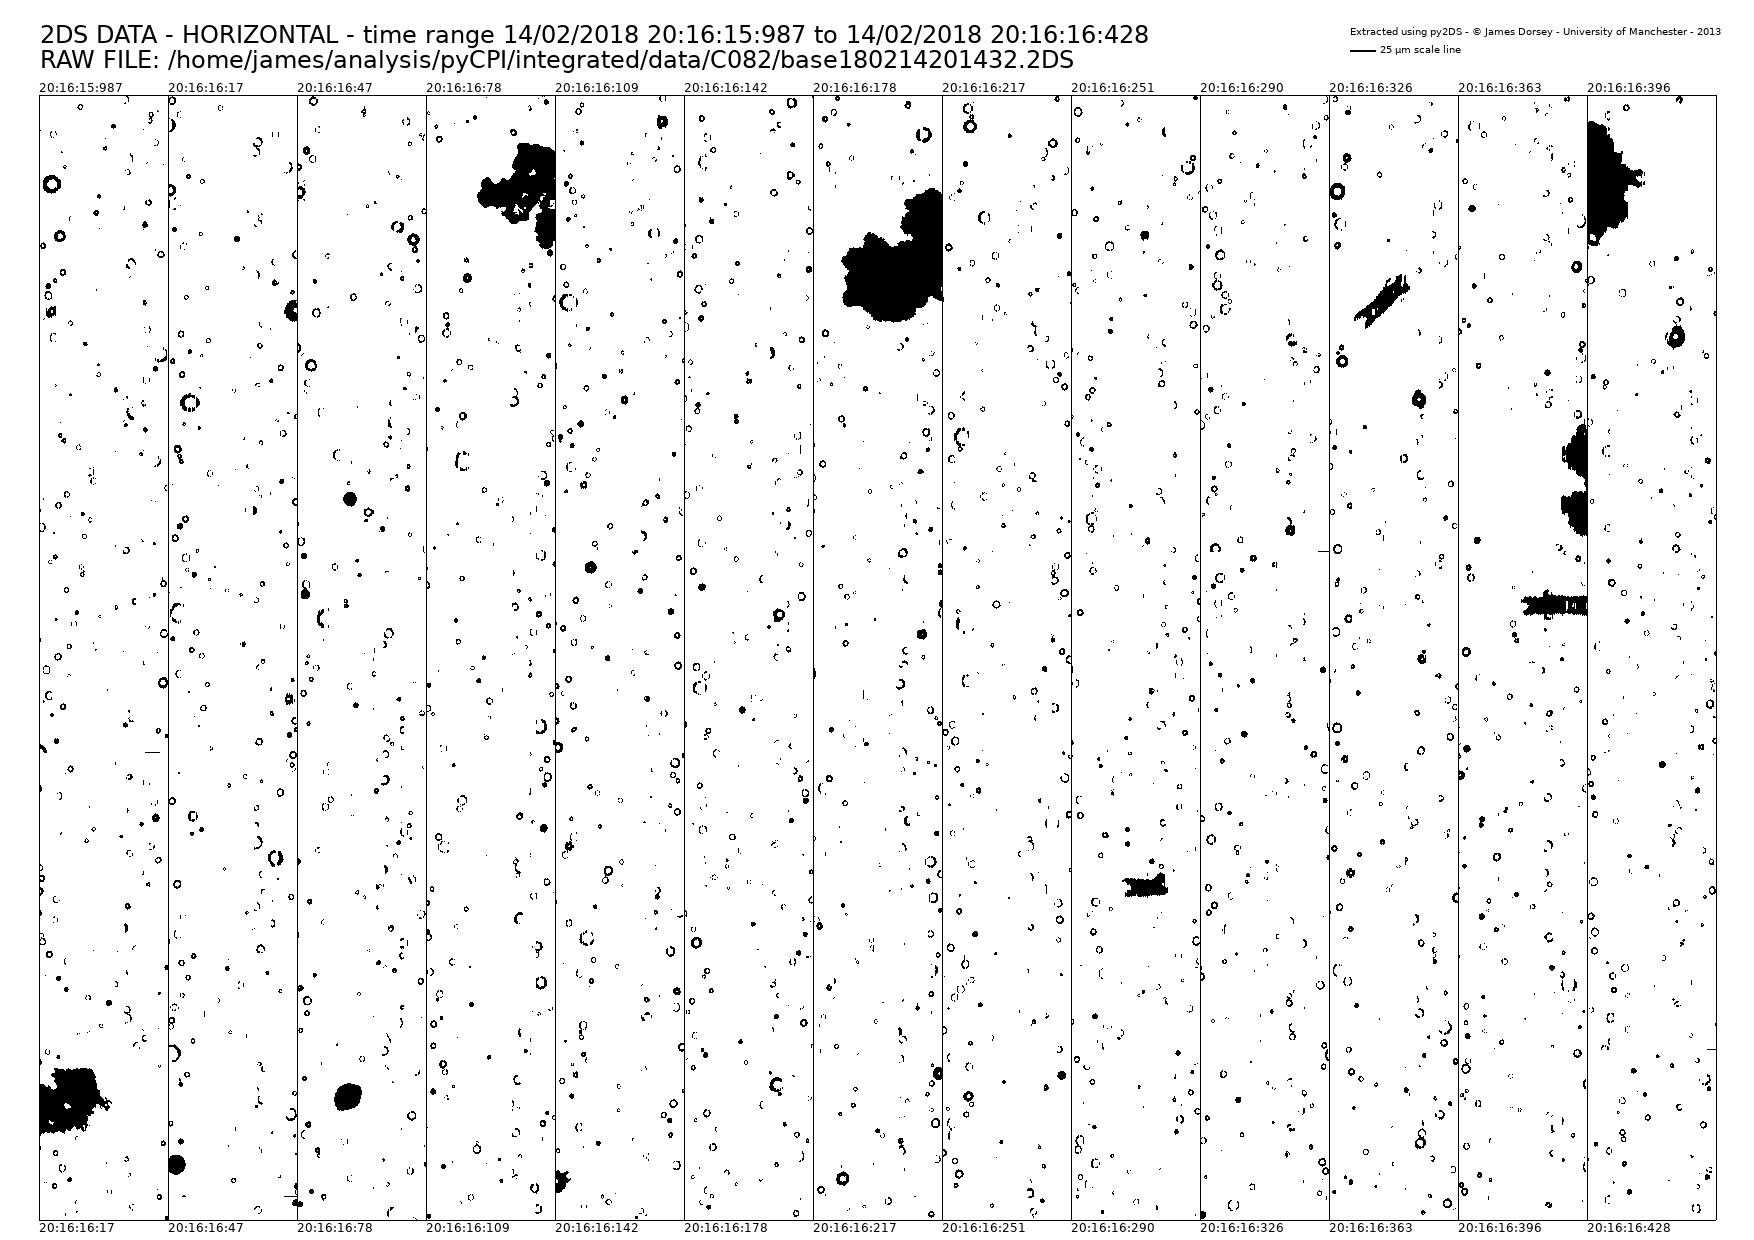 2DS DATA - HORIZONTAL - time range 14/02/2018 20:16:15:987 to 14/02/2018 20:16:16:428
RAW FILE: /home/james/analysis/pyCPI/integrated/data/C082/base180214201432.2DS
Extracted using py2DS - © James Dorsey - University of Manchester - 2013
25 µm scale line
20:16:15:987 20:16:16:17 20:16:16:47 20:16:16:78 20:16:16:109 20:16:16:142 20:16:16:178 20:16:16:217 20:16:16:251 20:16:16:290 20:16:16:326 20:16:16:363 20:16:16:396
20:16:16:17 20:16:16:47 20:16:16:78 20:16:16:109 20:16:16:142 20:16:16:178 20:16:16:217 20:16:16:251 20:16:16:290 20:16:16:326 20:16:16:363 20:16:16:396 20:16:16:428